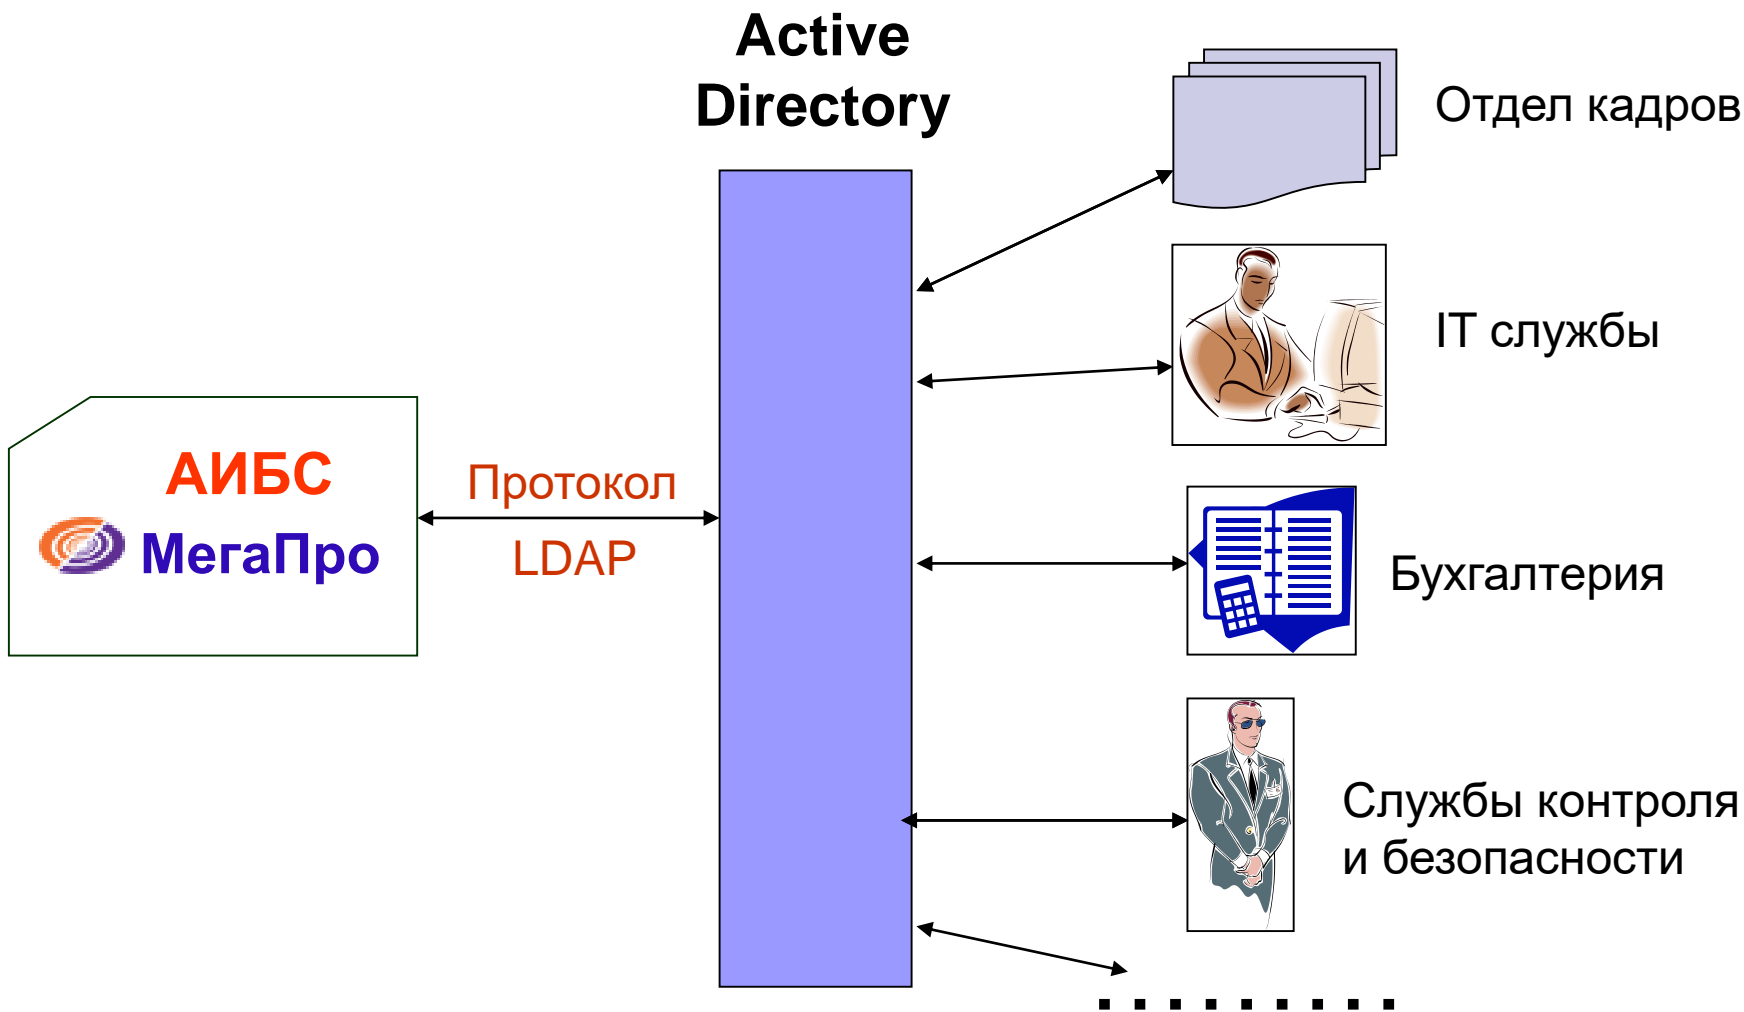 Active
Directory
Отдел кадров
IT службы
АИБС
МегаПро
Протокол
LDAP
Бухгалтерия
Службы контроля
и безопасности
.........